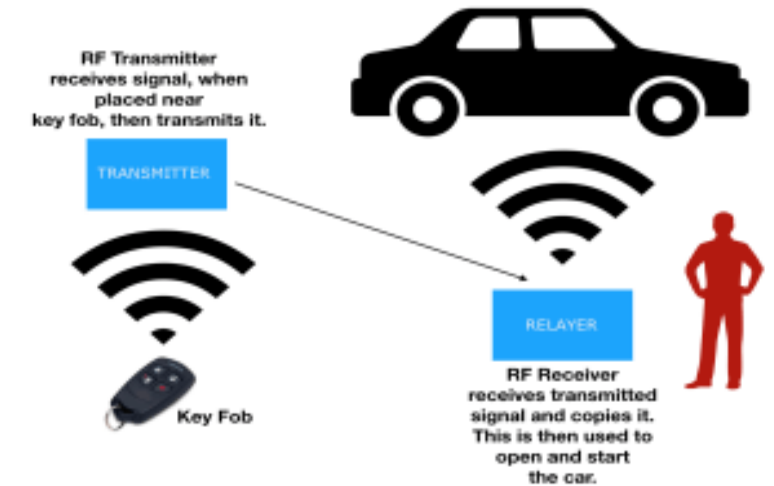 RF Transmitter
receives signal, when
placed near
key fob, then transmits it.
TRANSMITTER
Key Fob
RELAYER
RF Receiver
receives transmitted
signal and copies it.
This is then used to
open and start
the car.